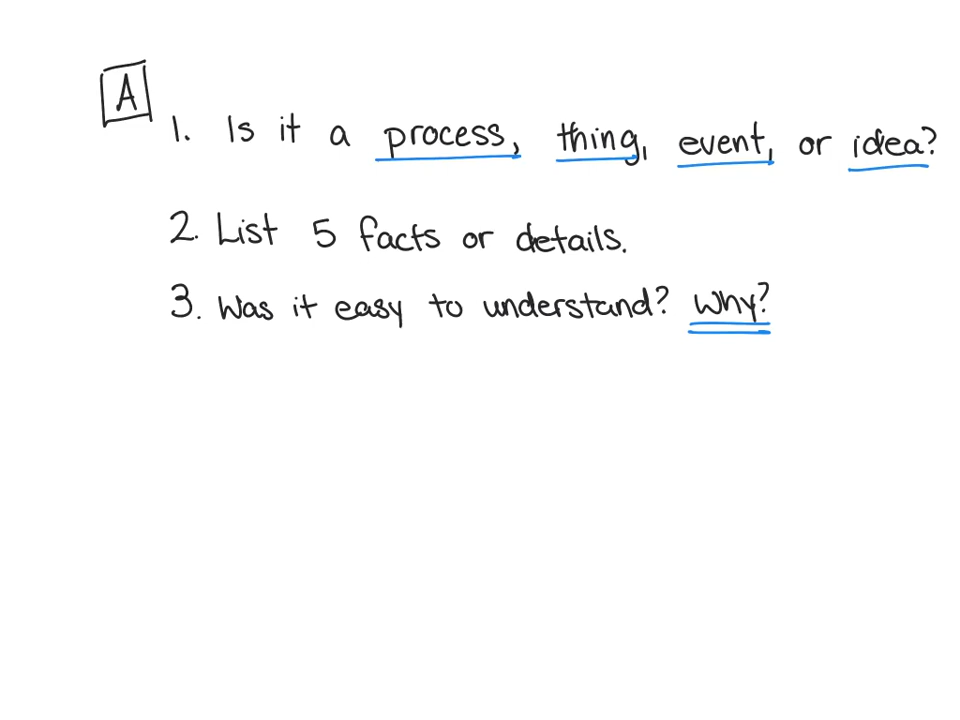 A
1. Is it a process, thing, event, or idea?
2. List 5 facts or details.
3. Was it easy to understand? Why?